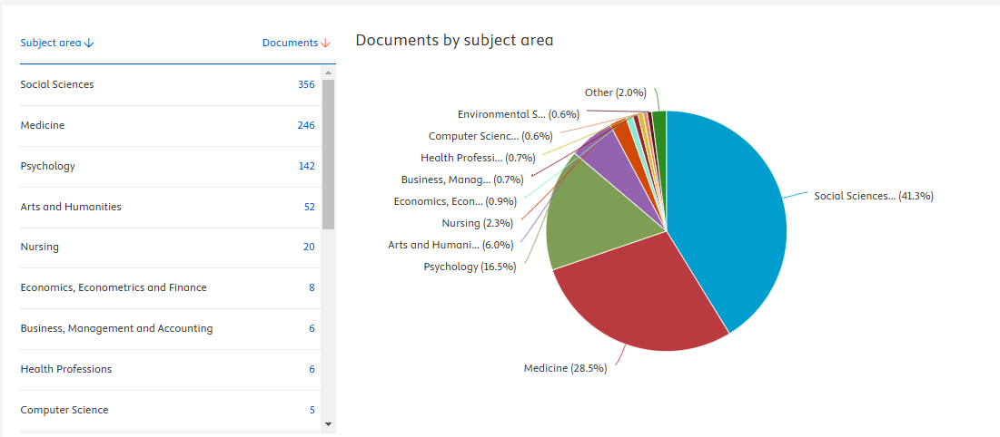 Subject area
Documents
Social Sciences 356
Medicine 246
Psychology 142
Arts and Humanities 52
Nursing 20
Economics, Econometrics and Finance 8
Business, Management and Accounting 6
Health Professions 6
Computer Science 5
Documents by subject area
Other (2.0%)
Environmental S... (0.6%)
Computer Scienc... (0.6%)
Health Professi... (0.7%)
Business, Manag... (0.7%)
Economics, Econ... (0.9%)
Nursing (2.3%)
Arts and Humani... (6.0%)
Psychology (16.5%)
Medicine (28.5%)
Social Sciences... (41.3%)